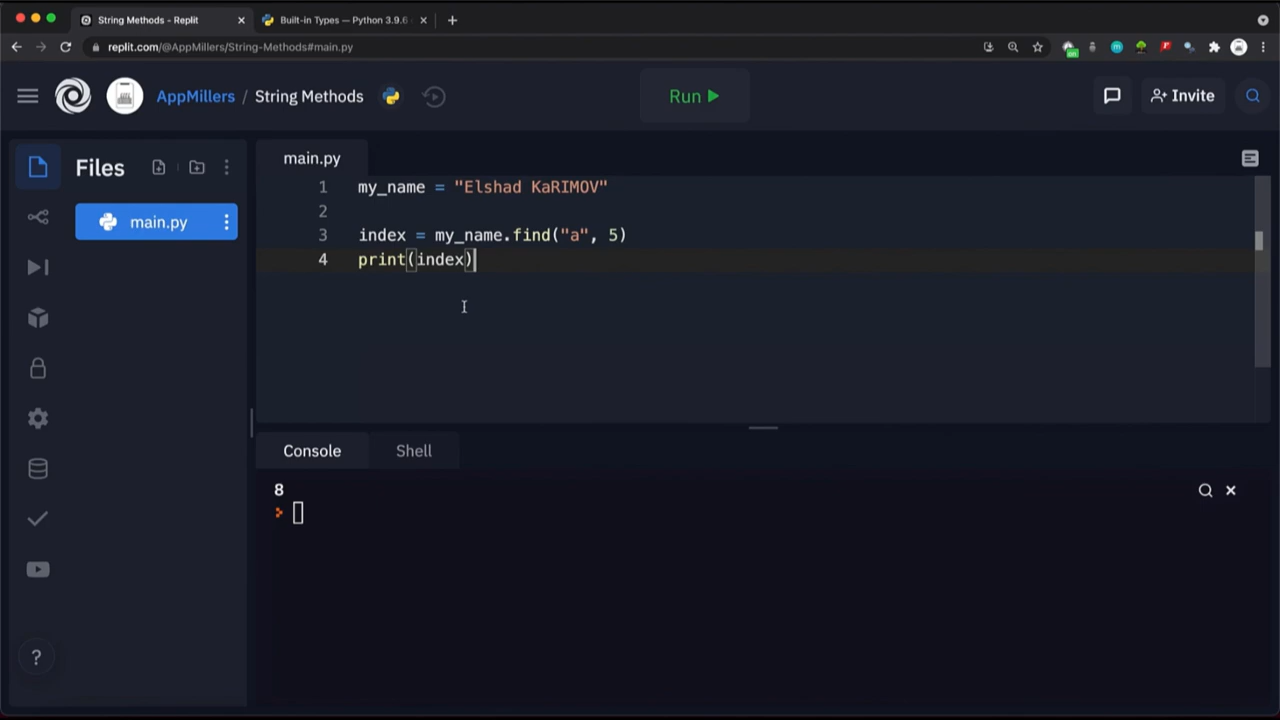 String Methods - Replit
Built-in Types — Python 3.9.6
replit.com/@AppMillers/String-Methods#main.py
AppMillers / String Methods
Run
Invite
Files
main.py
main.py
1 my_name = "Elshad KaRIMOV"
2
3 index = my_name.find("a", 5)
4 print(index)
Console
Shell
8